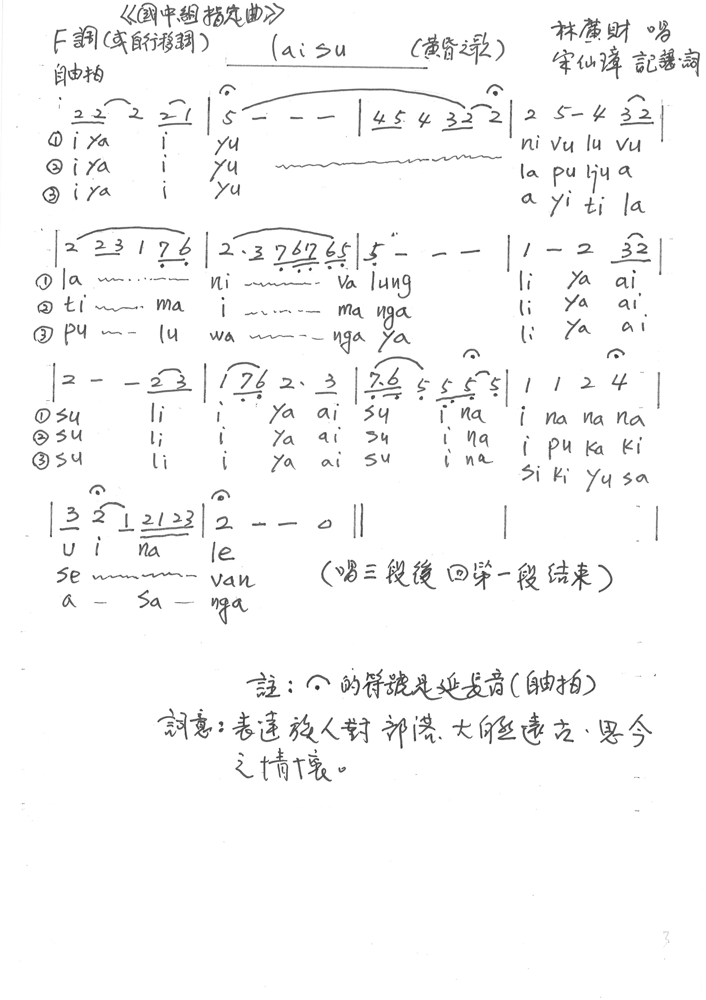 《國中組指定曲》
F調(或自行移調) lai su (黃昏之歌) 林廣財 唱
自由拍 宋仙璋 記譜.詞
2 2 2 2 1 | 5 - - - | 4 5 4 3 2 2 | 2 5 - 4 3 2 |
① i ya i yu ni vu lu vu
② i ya i yu la pu lju a
③ i ya i yu a yi ti la
| 2 2 3 1 7 6 | 2 . 3 7 6 7 6 5 | 5 - - - | 1 - 2 3 2 |
① la ni va lung li ya ai
② ti ma i ma nga li ya ai
③ pu lu wa nga ya li ya ai
| 2 - - 2 3 | 1 7 6 2 . 3 | 7 . 6 5 5 5 5 | 1 1 2 4 |
① su li i ya ai su i na i na na na
② su li i ya ai su i na i pu ka ki
③ su li i ya ai su i na si ki yu sa
| 3 2 1 2 1 2 3 | 2 - - 0 ‖ | |
u i na le
se van (唱三段後回第一段結束)
a - sa - nga
註: 𝄐 的符號是延長音(自由拍)
詞意: 表達族人對部落、大自然遠古、思今
之情懷。
3